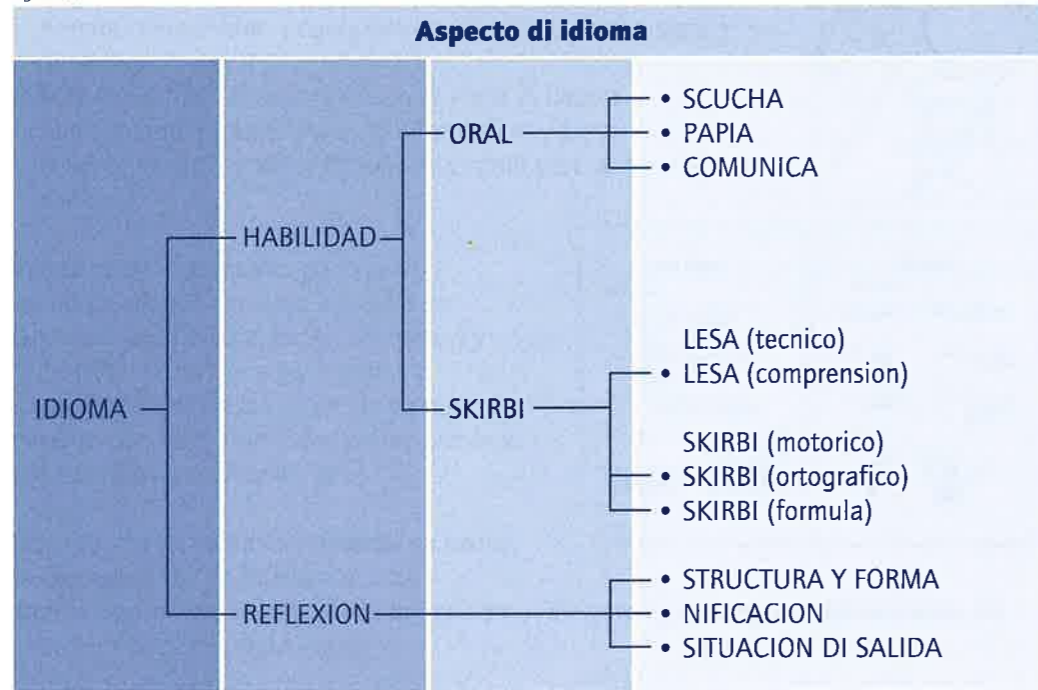 Aspecto di idioma
ORAL
• SCUCHA
• PAPIA
• COMUNICA
HABILIDAD
IDIOMA
SKIRBI
LESA (tecnico)
• LESA (comprension)
SKIRBI (motorico)
• SKIRBI (ortografico)
• SKIRBI (formula)
REFLEXION
• STRUCTURA Y FORMA
• NIFICACION
• SITUACION DI SALIDA